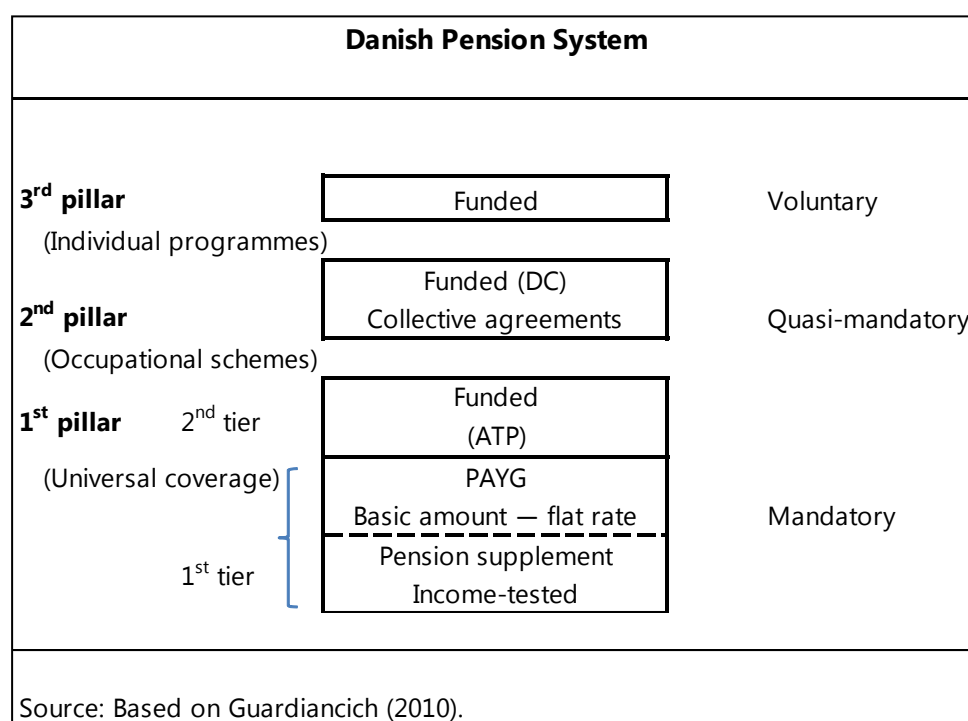 Danish Pension System
3rd pillar Funded Voluntary
(Individual programmes)
Funded (DC)
2nd pillar Collective agreements Quasi-mandatory
(Occupational schemes)
Funded
1st pillar 2nd tier
(ATP)
(Universal coverage) PAYG
Basic amount — flat rate Mandatory
Pension supplement
1st tier
Income-tested
Source: Based on Guardiancich (2010).